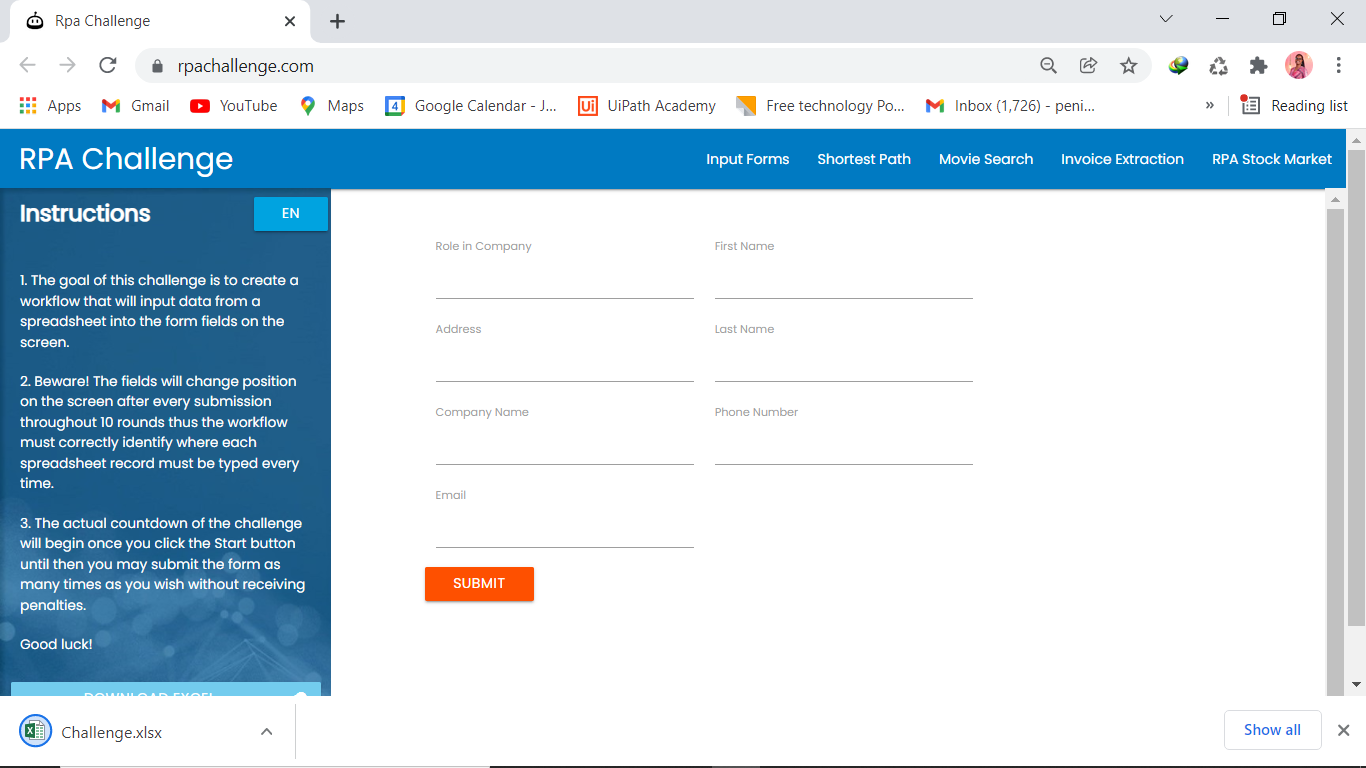 Rpa Challenge
rpachallenge.com
Apps Gmail YouTube Maps 4 Google Calendar - J... Ui UiPath Academy Free technology Po... Inbox (1,726) - peni... » Reading list
RPA Challenge Input Forms Shortest Path Movie Search Invoice Extraction RPA Stock Market
Instructions EN
1. The goal of this challenge is to create a
workflow that will input data from a
spreadsheet into the form fields on the
screen.
2. Beware! The fields will change position
on the screen after every submission
throughout 10 rounds thus the workflow
must correctly identify where each
spreadsheet record must be typed every
time.
3. The actual countdown of the challenge
will begin once you click the Start button
until then you may submit the form as
many times as you wish without receiving
penalties.
Good luck!
DOWNLOAD EXCEL
Role in Company First Name
Address Last Name
Company Name Phone Number
Email
SUBMIT
Challenge.xlsx Show all